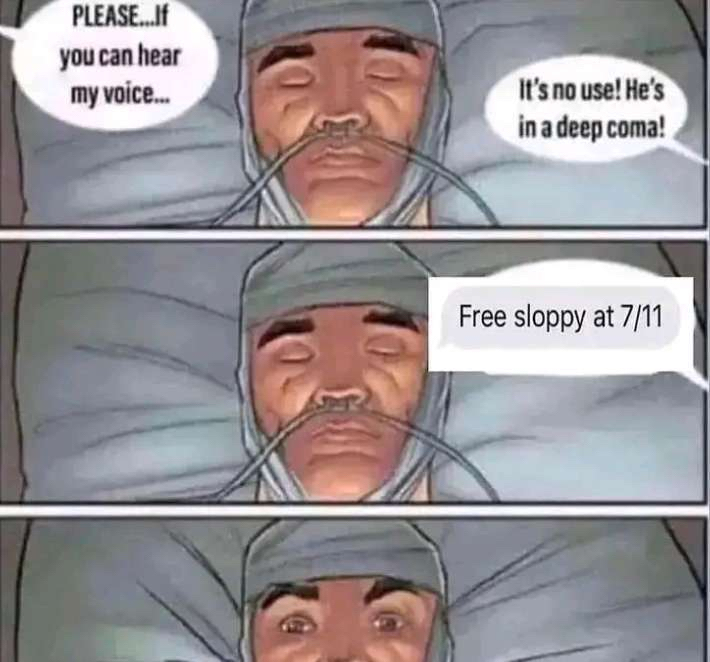 PLEASE...If
you can hear
my voice...
It's no use! He's
in a deep coma!
Free sloppy at 7/11